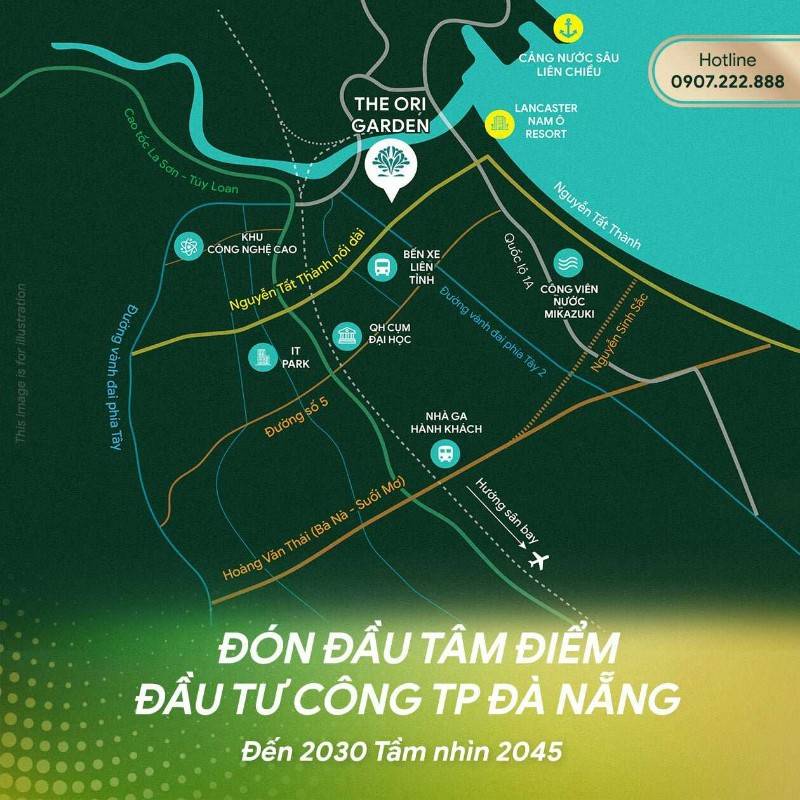 CẢNG NƯỚC SÂU
LIÊN CHIỂU
Hotline
0907.222.888
THE ORI
GARDEN
LANCASTER
NAM Ô
RESORT
Cao tốc La Sơn - Túy Loan
Nguyễn Tất Thành
KHU
CÔNG NGHỆ CAO
Nguyễn Tất Thành nối dài
BẾN XE
LIÊN
TỈNH
Quốc lộ 1A
CÔNG VIÊN
NƯỚC
MIKAZUKI
Đường vành đai phía Tây 2
Nguyễn Sinh Sắc
This image is for illustration
Đường vành đai phía Tây
QH CỤM
ĐẠI HỌC
IT
PARK
Đường số 5
NHÀ GA
HÀNH KHÁCH
Hoàng Văn Thái (Bà Nà - Suối Mơ)
Hướng sân bay
ĐÓN ĐẦU TÂM ĐIỂM
ĐẦU TƯ CÔNG TP ĐÀ NẴNG
Đến 2030 Tầm nhìn 2045